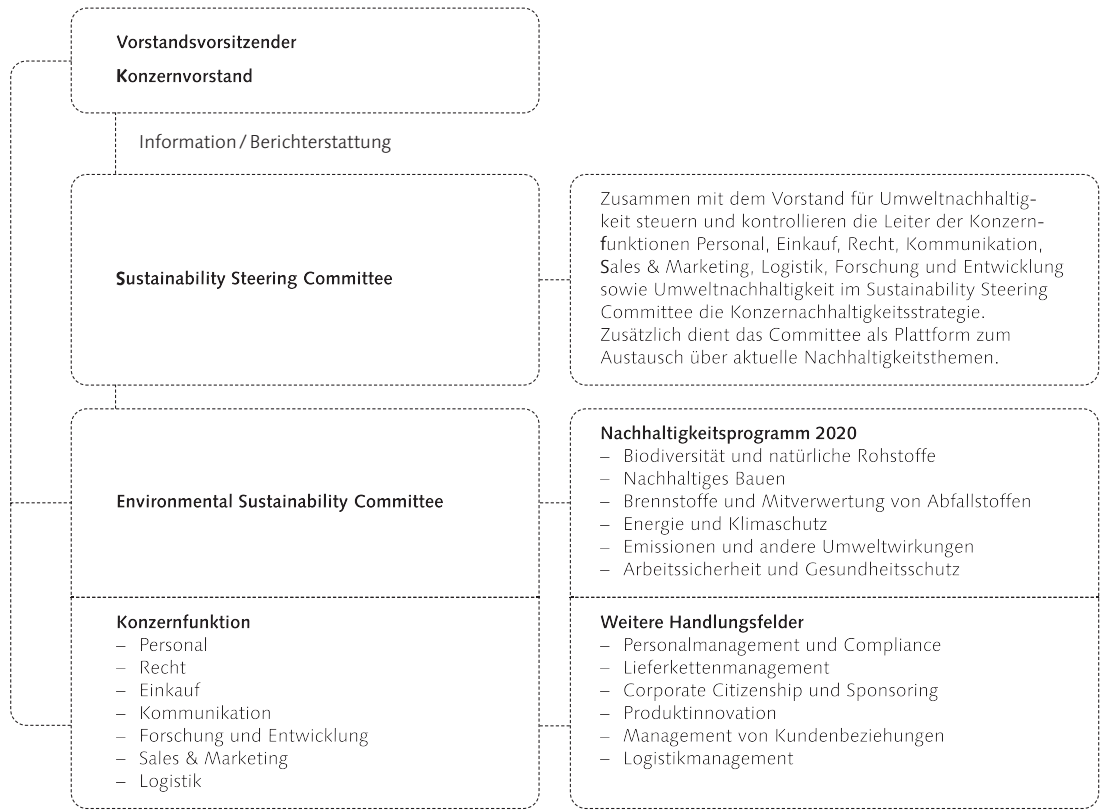 Vorstandsvorsitzender
Konzernvorstand
Information / Berichterstattung
Sustainability Steering Committee
Zusammen mit dem Vorstand für Umweltnachhaltig-
keit steuern und kontrollieren die Leiter der Konzern-
funktionen Personal, Einkauf, Recht, Kommunikation,
Sales & Marketing, Logistik, Forschung und Entwicklung
sowie Umweltnachhaltigkeit im Sustainability Steering
Committee die Konzernachhaltigkeitsstrategie.
Zusätzlich dient das Committee als Plattform zum
Austausch über aktuelle Nachhaltigkeitsthemen.
Environmental Sustainability Committee
Nachhaltigkeitsprogramm 2020
– Biodiversität und natürliche Rohstoffe
– Nachhaltiges Bauen
– Brennstoffe und Mitverwertung von Abfallstoffen
– Energie und Klimaschutz
– Emissionen und andere Umweltwirkungen
– Arbeitssicherheit und Gesundheitsschutz
Konzernfunktion
– Personal
– Recht
– Einkauf
– Kommunikation
– Forschung und Entwicklung
– Sales & Marketing
– Logistik
Weitere Handlungsfelder
– Personalmanagement und Compliance
– Lieferkettenmanagement
– Corporate Citizenship und Sponsoring
– Produktinnovation
– Management von Kundenbeziehungen
– Logistikmanagement